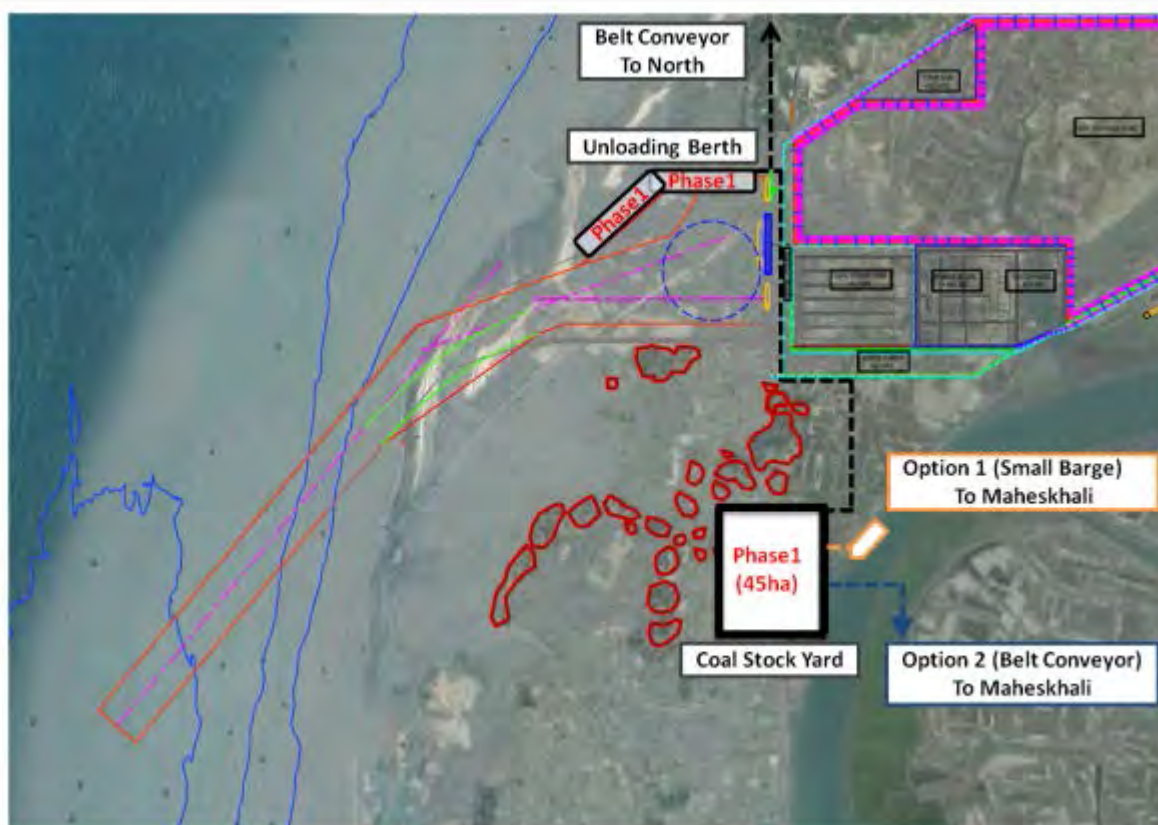 Belt Conveyor
To North
Unloading Berth
Phase1
Phase1
Option 1 (Small Barge)
To Maheskhali
Phase1
(45ha)
Coal Stock Yard
Option 2 (Belt Conveyor)
To Maheskhali